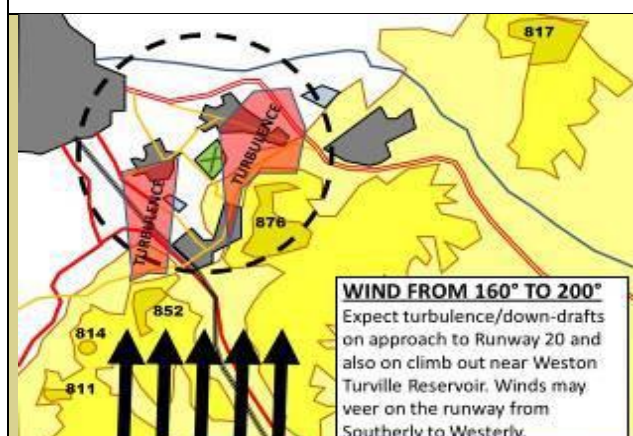 817
TURBULENCE
TURBULENCE
876
852
814
811
WIND FROM 160° TO 200°
Expect turbulence/down-drafts
on approach to Runway 20 and
also on climb out near Weston
Turville Reservoir. Winds may
veer on the runway from
Southerly to Westerly.